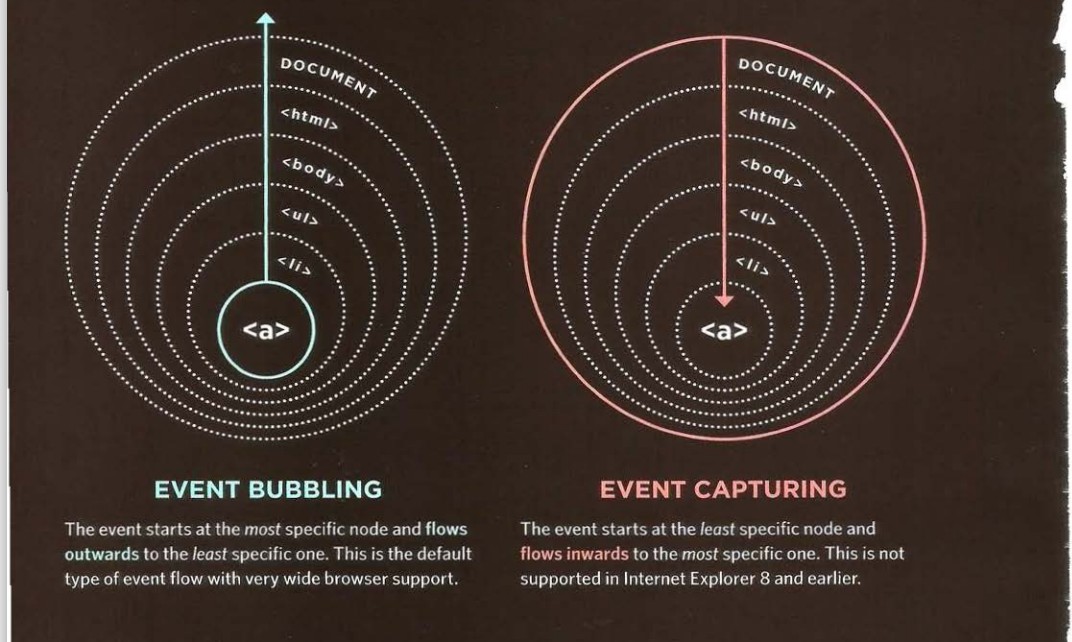 DOCUMENT
<html>
<body>
<ul>
<li>
<a>
EVENT BUBBLING
The event starts at the most specific node and flows
outwards to the least specific one. This is the default
type of event flow with very wide browser support.
DOCUMENT
<html>
<body>
<ul>
<li>
<a>
EVENT CAPTURING
The event starts at the least specific node and
flows inwards to the most specific one. This is not
supported in Internet Explorer 8 and earlier.